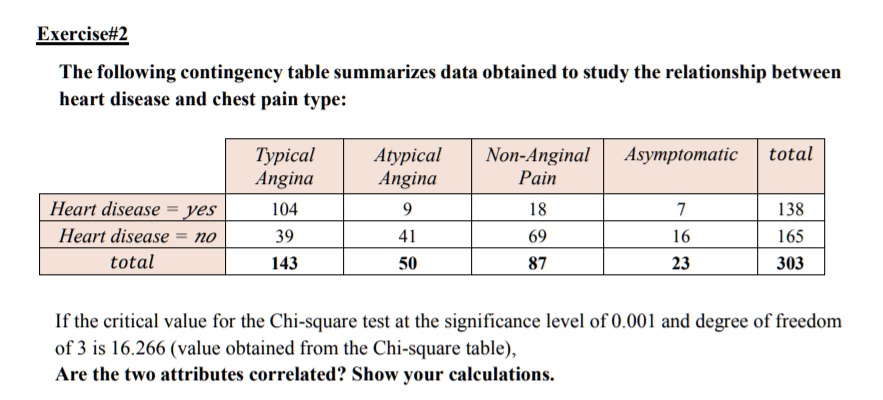 Exercise#2
The following contingency table summarizes data obtained to study the relationship between
heart disease and chest pain type:
Typical Angina Atypical Angina Non-Anginal Pain Asymptomatic total
Heart disease = yes 104 9 18 7 138
Heart disease = no 39 41 69 16 165
total 143 50 87 23 303
If the critical value for the Chi-square test at the significance level of 0.001 and degree of freedom
of 3 is 16.266 (value obtained from the Chi-square table),
Are the two attributes correlated? Show your calculations.